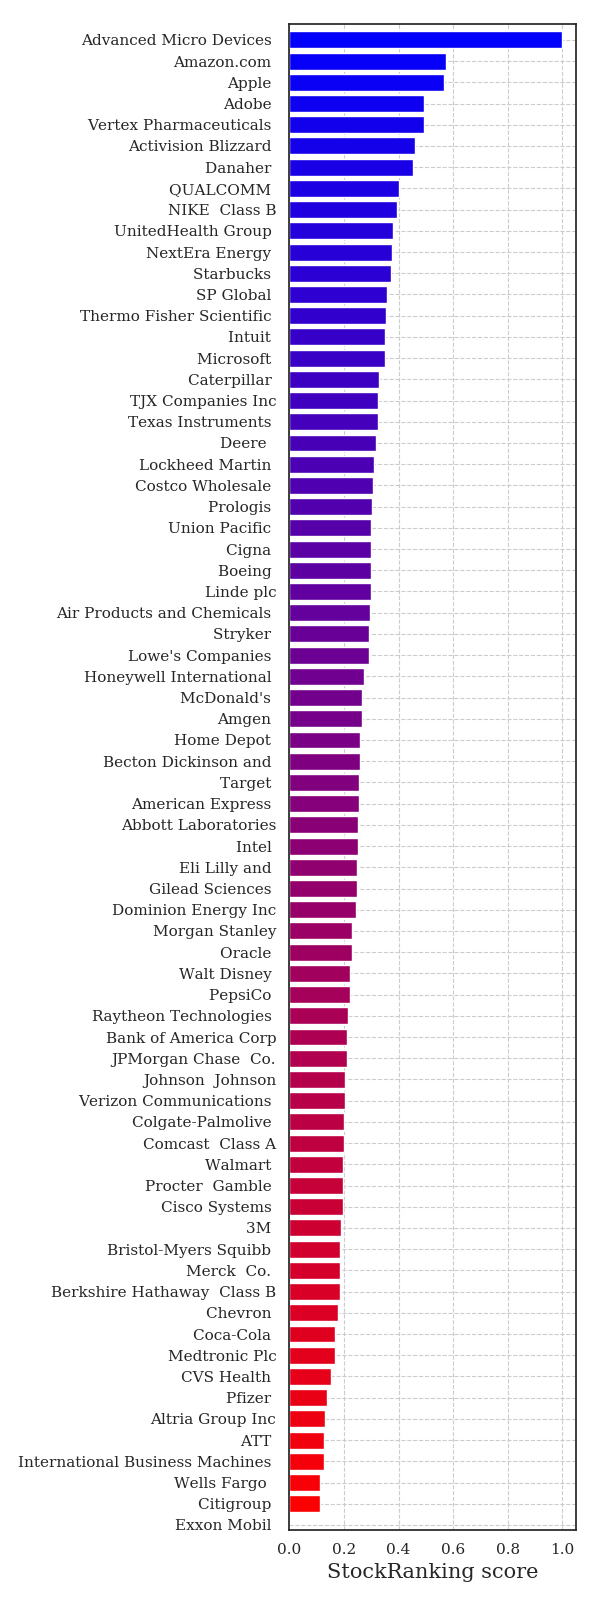 Advanced Micro Devices
Amazon.com
Apple
Adobe
Vertex Pharmaceuticals
Activision Blizzard
Danaher
QUALCOMM
NIKE  Class B
UnitedHealth Group
NextEra Energy
Starbucks
SP Global
Thermo Fisher Scientific
Intuit
Microsoft
Caterpillar
TJX Companies Inc
Texas Instruments
Deere
Lockheed Martin
Costco Wholesale
Prologis
Union Pacific
Cigna
Boeing
Linde plc
Air Products and Chemicals
Stryker
Lowe's Companies
Honeywell International
McDonald's
Amgen
Home Depot
Becton Dickinson and
Target
American Express
Abbott Laboratories
Intel
Eli Lilly and
Gilead Sciences
Dominion Energy Inc
Morgan Stanley
Oracle
Walt Disney
PepsiCo
Raytheon Technologies
Bank of America Corp
JPMorgan Chase  Co.
Johnson  Johnson
Verizon Communications
Colgate-Palmolive
Comcast  Class A
Walmart
Procter  Gamble
Cisco Systems
3M
Bristol-Myers Squibb
Merck  Co.
Berkshire Hathaway  Class B
Chevron
Coca-Cola
Medtronic Plc
CVS Health
Pfizer
Altria Group Inc
ATT
International Business Machines
Wells Fargo
Citigroup
Exxon Mobil
0.0 0.2 0.4 0.6 0.8 1.0
StockRanking score